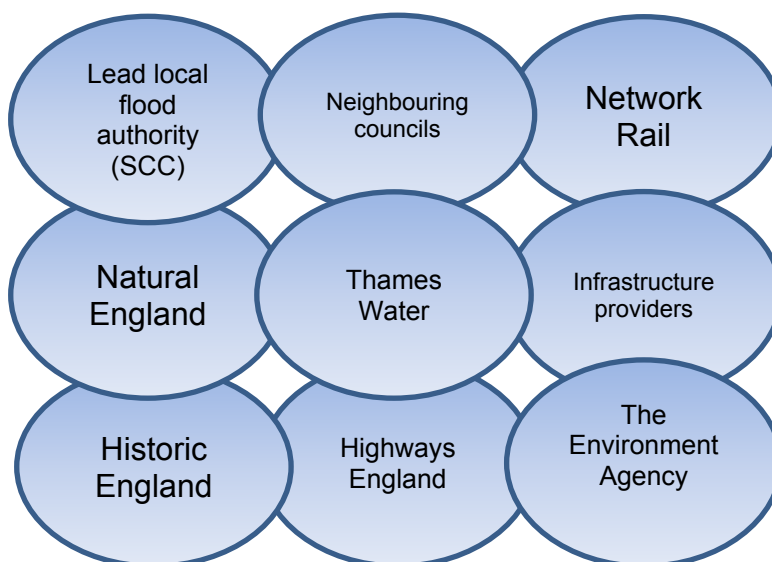 Lead local
flood
authority
(SCC)
Neighbouring
councils
Network
Rail
Natural
England
Thames
Water
Infrastructure
providers
Historic
England
Highways
England
The
Environment
Agency